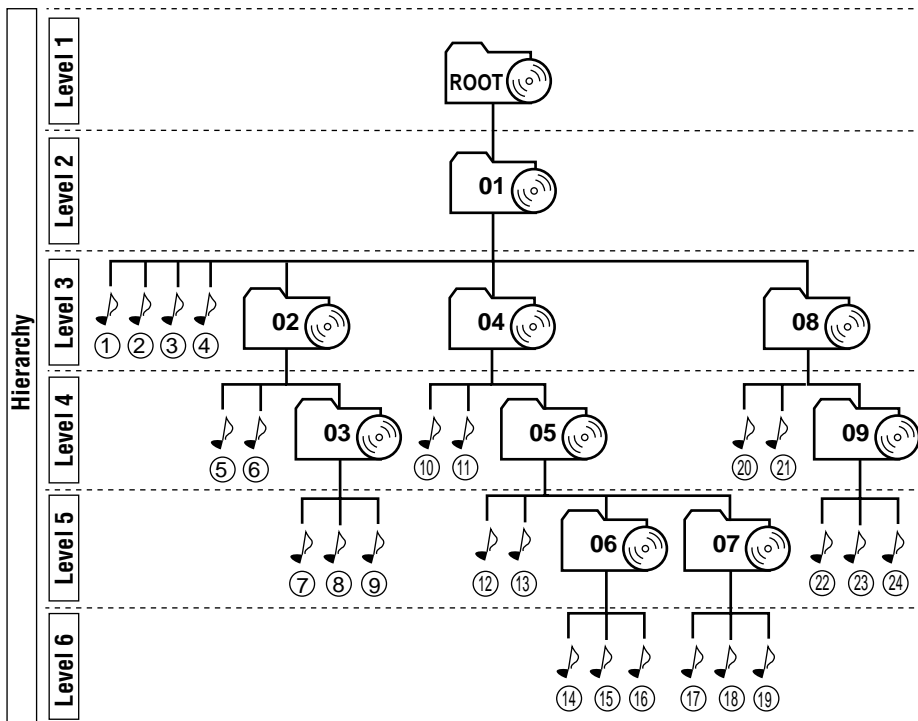 Hierarchy
Level 1
ROOT
Level 2
01
Level 3
02
04
08
① ② ③ ④
Level 4
03
05
09
⑤ ⑥
⑩ ⑪
⑳ ㉑
Level 5
06
07
⑦ ⑧ ⑨
⑫ ⑬
㉒ ㉓ ㉔
Level 6
⑭ ⑮ ⑯
⑰ ⑱ ⑲